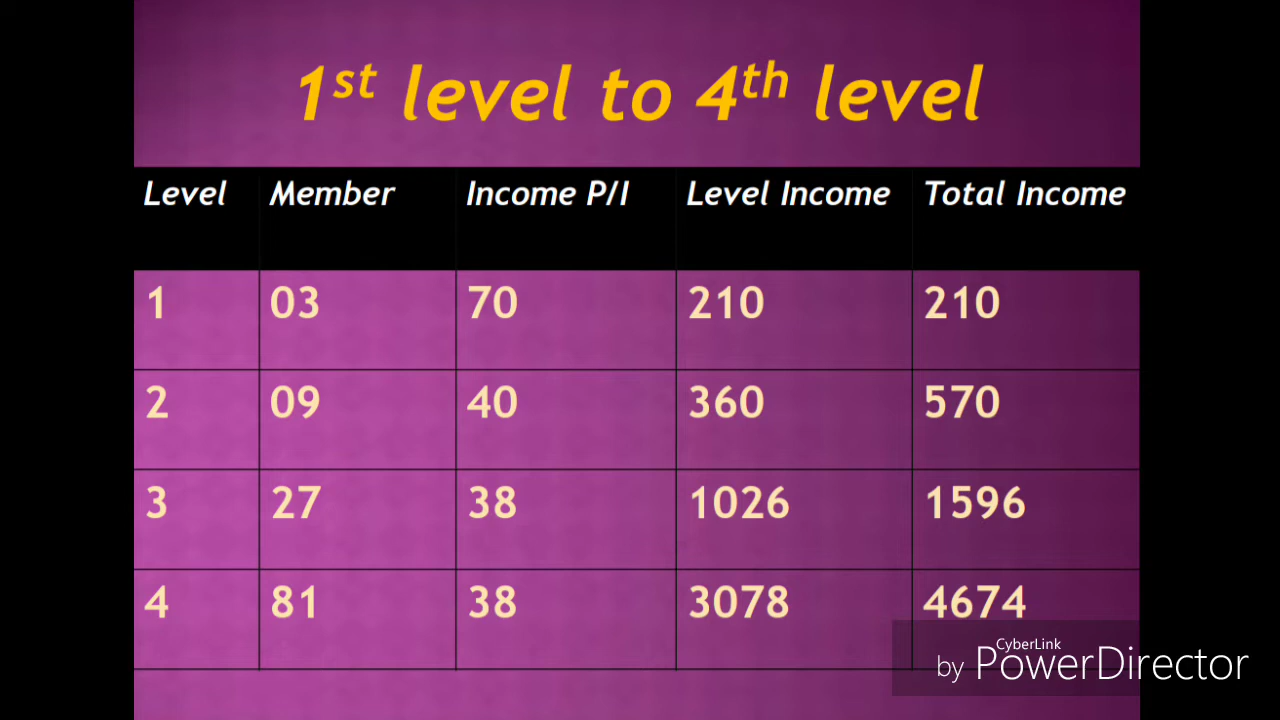 1st level to 4th level
Level Member Income P/I Level Income Total Income
1 03 70 210 210
2 09 40 360 570
3 27 38 1026 1596
4 81 38 3078 4674
CyberLink
by PowerDirector